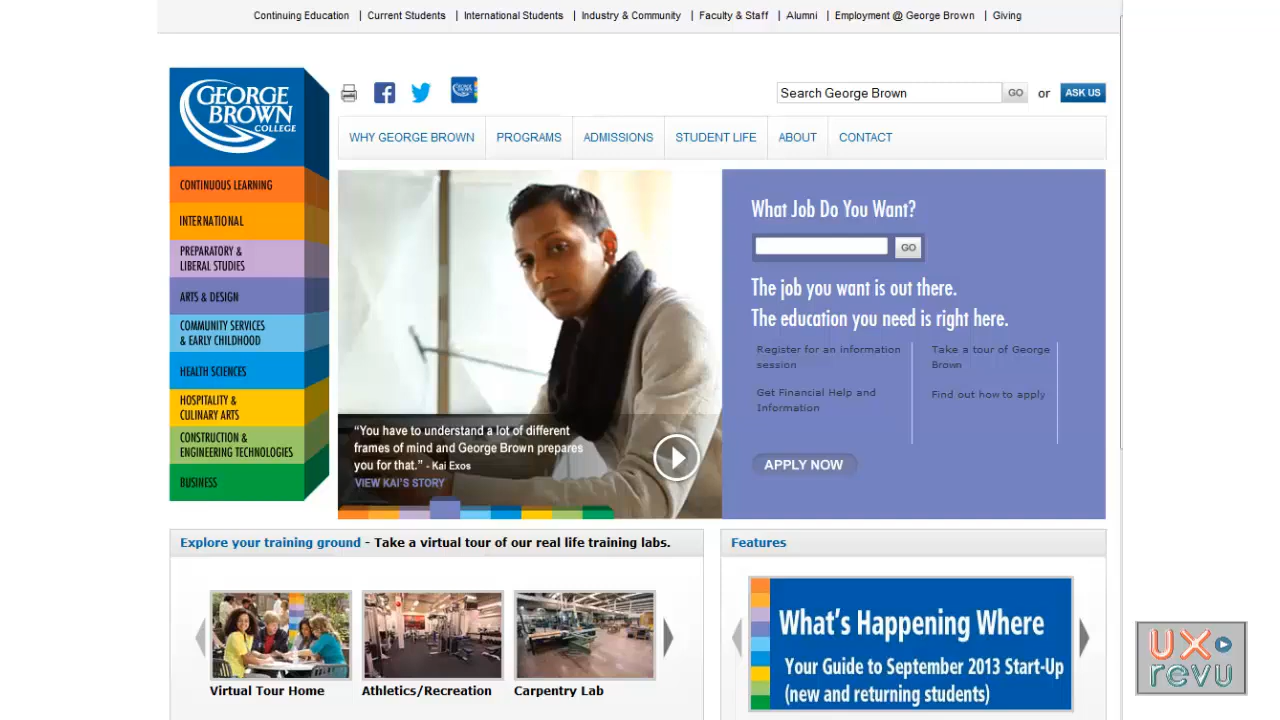 Continuing Education | Current Students | International Students | Industry & Community | Faculty & Staff | Alumni | Employment @ George Brown | Giving
GEORGE
BROWN
COLLEGE
Search George Brown GO or ASK US
WHY GEORGE BROWN PROGRAMS ADMISSIONS STUDENT LIFE ABOUT CONTACT
CONTINUOUS LEARNING
INTERNATIONAL
PREPARATORY &
LIBERAL STUDIES
ARTS & DESIGN
COMMUNITY SERVICES
& EARLY CHILDHOOD
HEALTH SCIENCES
HOSPITALITY &
CULINARY ARTS
CONSTRUCTION &
ENGINEERING TECHNOLOGIES
BUSINESS
“You have to understand a lot of different
frames of mind and George Brown prepares
you for that.” - Kai Exos
VIEW KAI'S STORY
What Job Do You Want?
GO
The job you want is out there.
The education you need is right here.
Register for an information
session
Get Financial Help and
Information
Take a tour of George
Brown
Find out how to apply
APPLY NOW
Explore your training ground - Take a virtual tour of our real life training labs.
Virtual Tour Home
Athletics/Recreation
Carpentry Lab
Features
What's Happening Where
Your Guide to September 2013 Start-Up
(new and returning students)
UX
revu